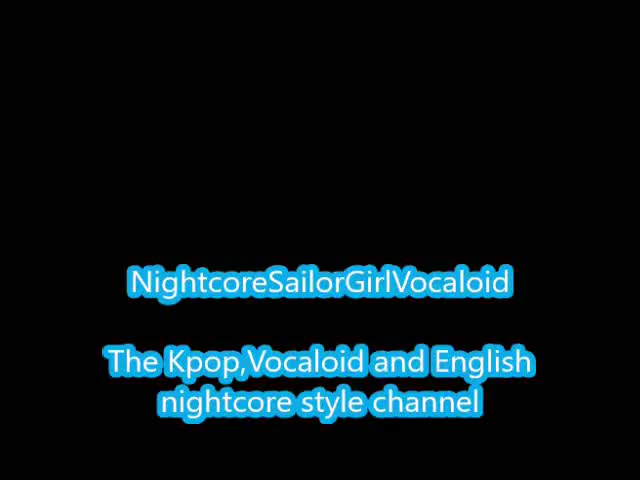 NightcoreSailorGirlVocaloid
The Kpop,Vocaloid and English
nightcore style channel